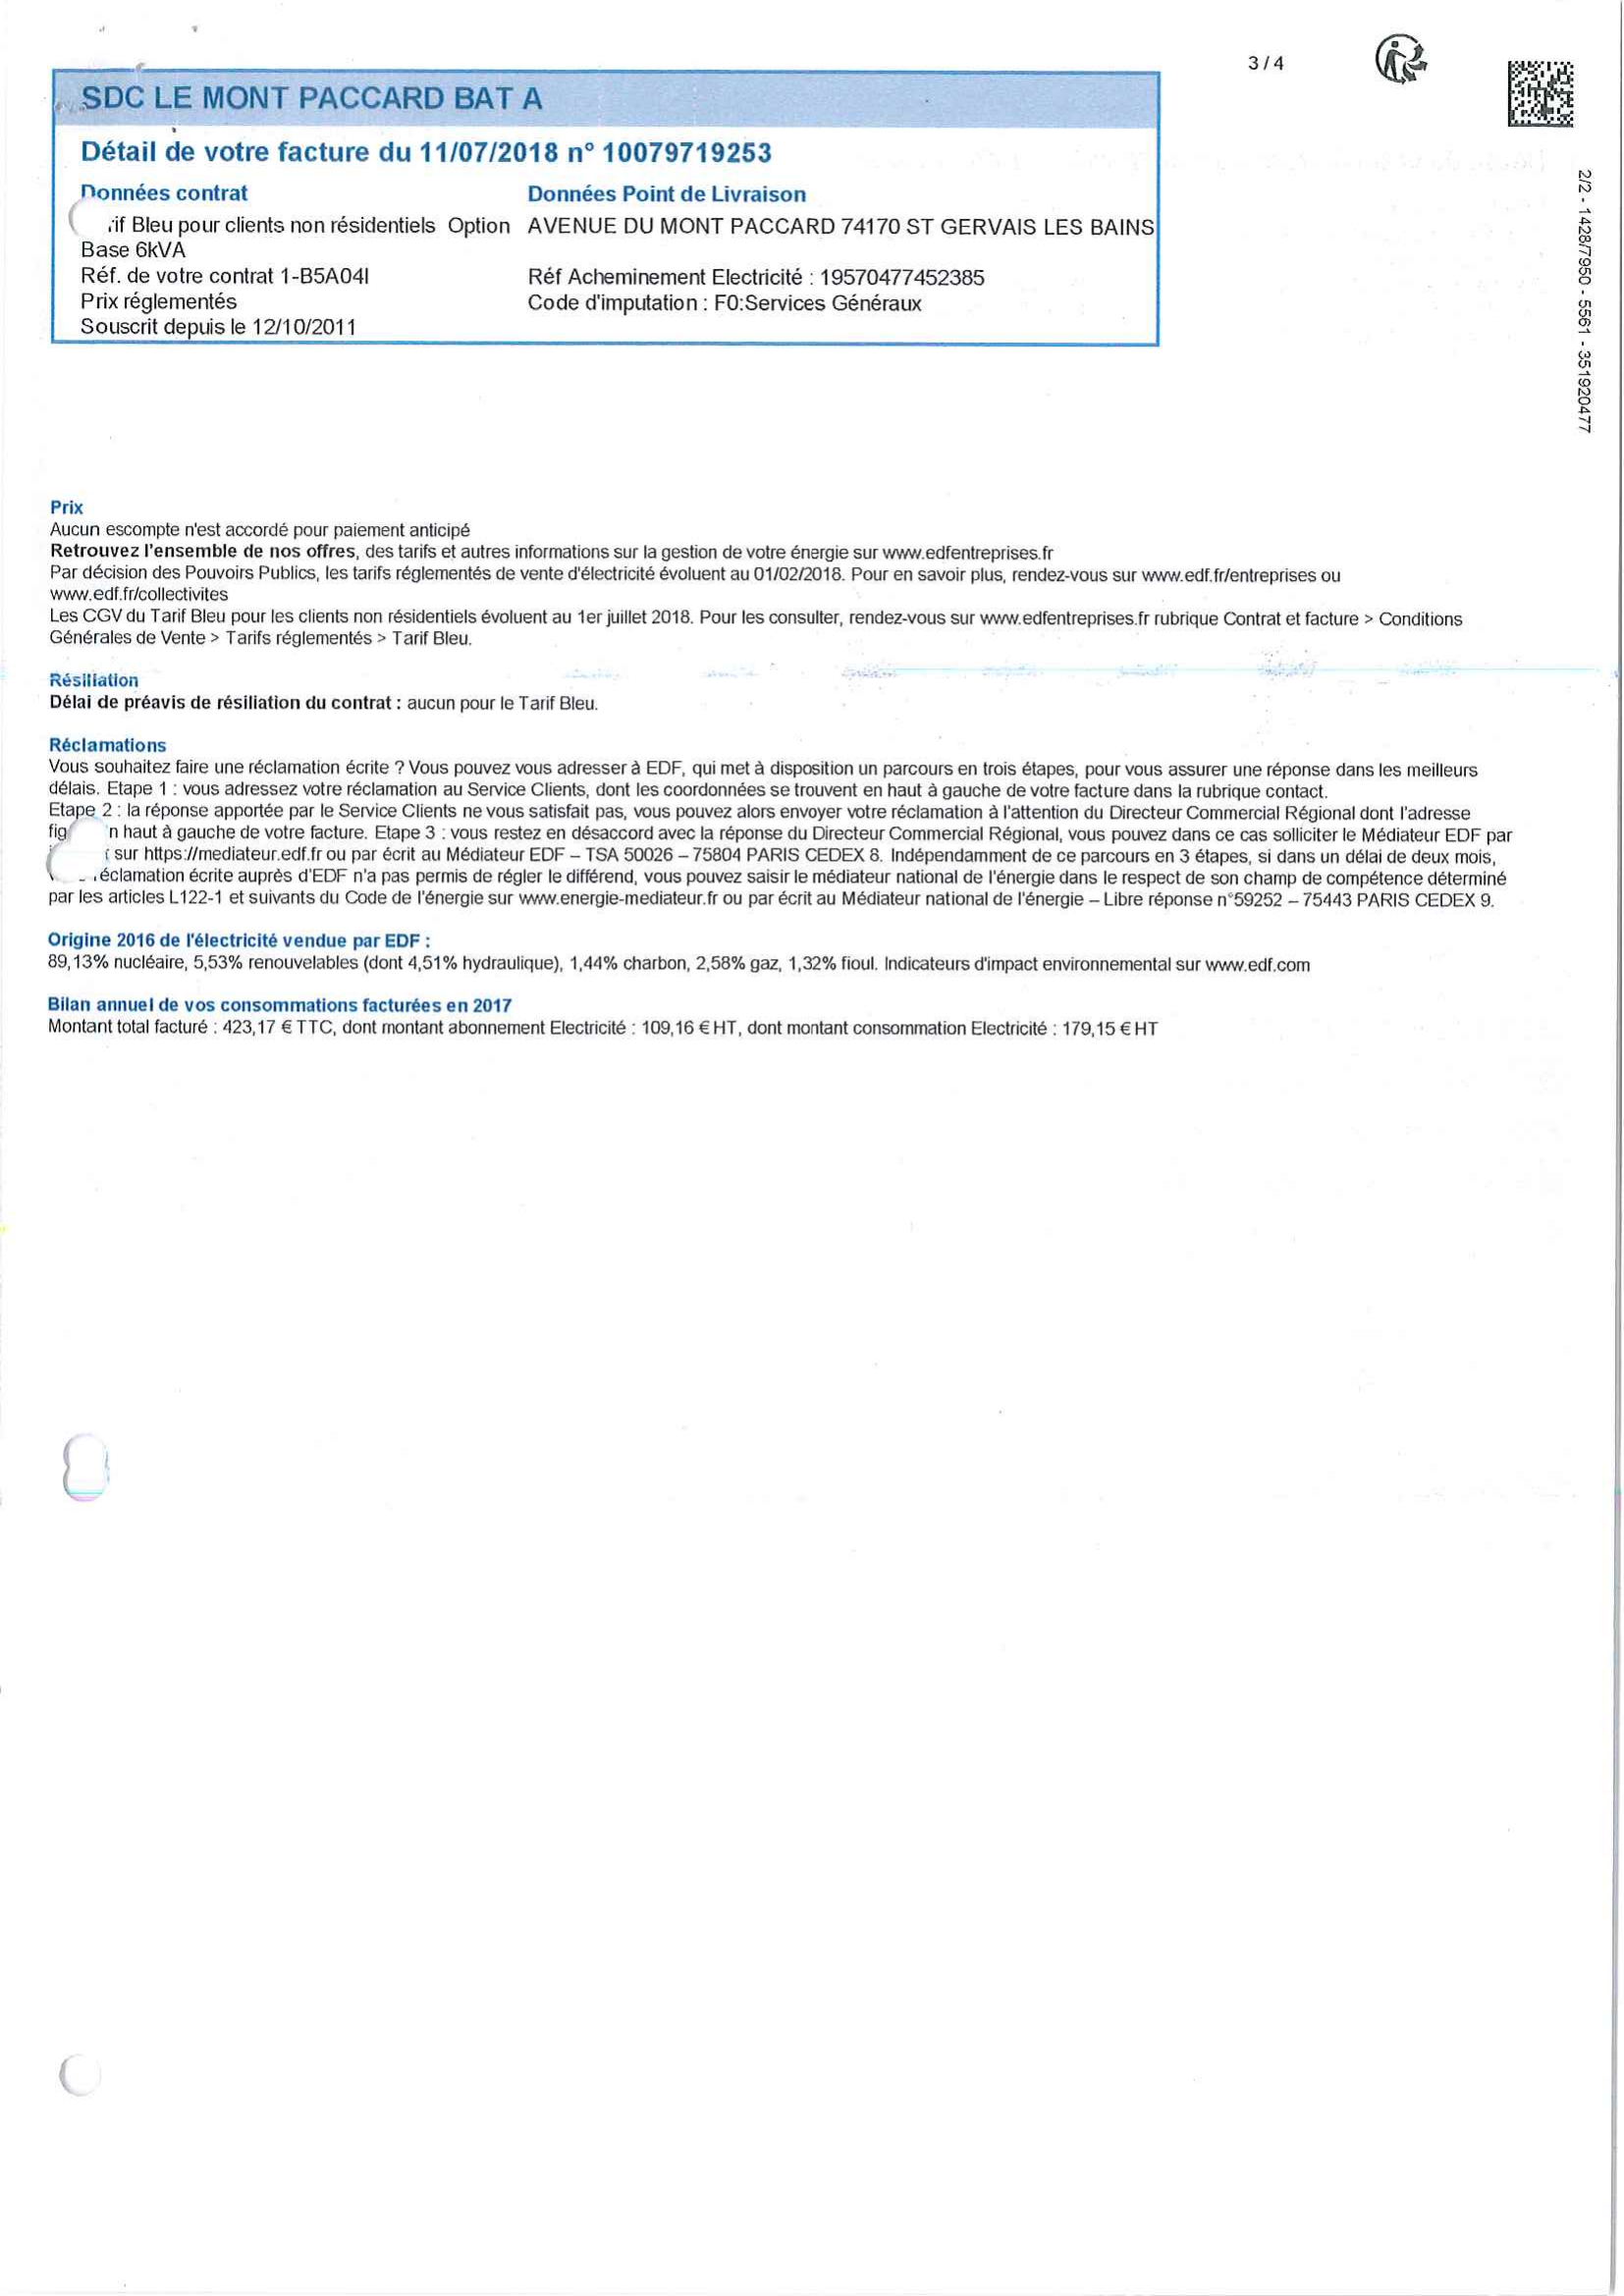 3 / 4
SDC LE MONT PACCARD BAT A
Détail de votre facture du 11/07/2018 n° 10079719253
Données contrat
Données Point de Livraison
Bleu pour clients non résidentiels Option
AVENUE DU MONT PACCARD 74170 ST GERVAIS LES BAINS
Base 6kVA
Réf. de votre contrat 1-B5A04I
Réf Acheminement Electricité : 19570477452385
Prix réglementés
Code d'imputation : F0:Services Généraux
Souscrit depuis le 12/10/2011
2/2 - 1428/7950 - 5561 - 351920477
Prix
Aucun escompte n'est accordé pour paiement anticipé
Retrouvez l'ensemble de nos offres, des tarifs et autres informations sur la gestion de votre énergie sur www.edfentreprises.fr
Par décision des Pouvoirs Publics, les tarifs réglementés de vente d'électricité évoluent au 01/02/2018. Pour en savoir plus, rendez-vous sur www.edf.fr/entreprises ou
www.edf.fr/collectivites
Les CGV du Tarif Bleu pour les clients non résidentiels évoluent au 1er juillet 2018. Pour les consulter, rendez-vous sur www.edfentreprises.fr rubrique Contrat et facture > Conditions
Générales de Vente > Tarifs réglementés > Tarif Bleu.
Résiliation
Délai de préavis de résiliation du contrat : aucun pour le Tarif Bleu.
Réclamations
Vous souhaitez faire une réclamation écrite ? Vous pouvez vous adresser à EDF, qui met à disposition un parcours en trois étapes, pour vous assurer une réponse dans les meilleurs
délais. Etape 1 : vous adressez votre réclamation au Service Clients, dont les coordonnées se trouvent en haut à gauche de votre facture dans la rubrique contact.
Etape 2 : la réponse apportée par le Service Clients ne vous satisfait pas, vous pouvez alors envoyer votre réclamation à l'attention du Directeur Commercial Régional dont l'adresse
haut à gauche de votre facture. Etape 3 : vous restez en désaccord avec la réponse du Directeur Commercial Régional, vous pouvez dans ce cas solliciter le Médiateur EDF par
sur https://mediateur.edf.fr ou par écrit au Médiateur EDF – TSA 50026 – 75804 PARIS CEDEX 8. Indépendamment de ce parcours en 3 étapes, si dans un délai de deux mois,
réclamation écrite auprès d'EDF n'a pas permis de régler le différend, vous pouvez saisir le médiateur national de l'énergie dans le respect de son champ de compétence déterminé
par les articles L122-1 et suivants du Code de l'énergie sur www.energie-mediateur.fr ou par écrit au Médiateur national de l'énergie – Libre réponse n°59252 – 75443 PARIS CEDEX 9.
Origine 2016 de l'électricité vendue par EDF :
89,13% nucléaire, 5,53% renouvelables (dont 4,51% hydraulique), 1,44% charbon, 2,58% gaz, 1,32% fioul. Indicateurs d'impact environnemental sur www.edf.com
Bilan annuel de vos consommations facturées en 2017
Montant total facturé : 423,17 € TTC, dont montant abonnement Electricité : 109,16 € HT, dont montant consommation Electricité : 179,15 € HT